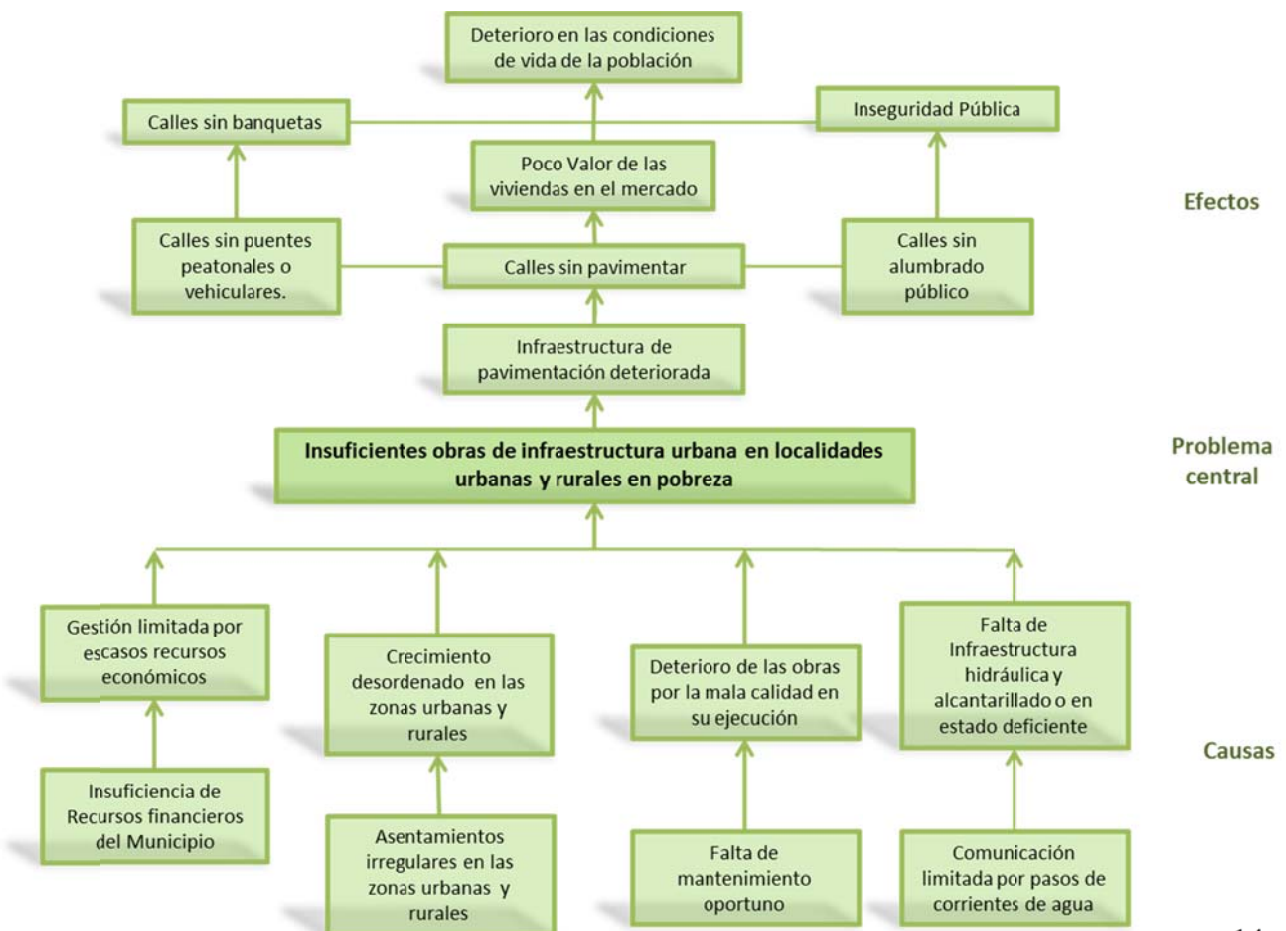 Deterioro en las condiciones
de vida de la población
Calles sin banquetas
Inseguridad Pública
Poco Valor de las
viviendas en el mercado
Efectos
Calles sin puentes
peatonales o
vehiculares.
Calles sin pavimentar
Calles sin
alumbrado
público
Infraestructura de
pavimentación deteriorada
Insuficientes obras de infraestructura urbana en localidades
urbanas y rurales en pobreza
Problema
central
Gestión limitada por
escasos recursos
económicos
Crecimiento
desordenado en las
zonas urbanas y
rurales
Deterioro de las obras
por la mala calidad en
su ejecución
Falta de
Infraestructura
hidráulica y
alcantarillado o en
estado deficiente
Causas
Insuficiencia de
Recursos financieros
del Municipio
Asentamientos
irregulares en las
zonas urbanas y
rurales
Falta de
mantenimiento
oportuno
Comunicación
limitada por pasos de
corrientes de agua